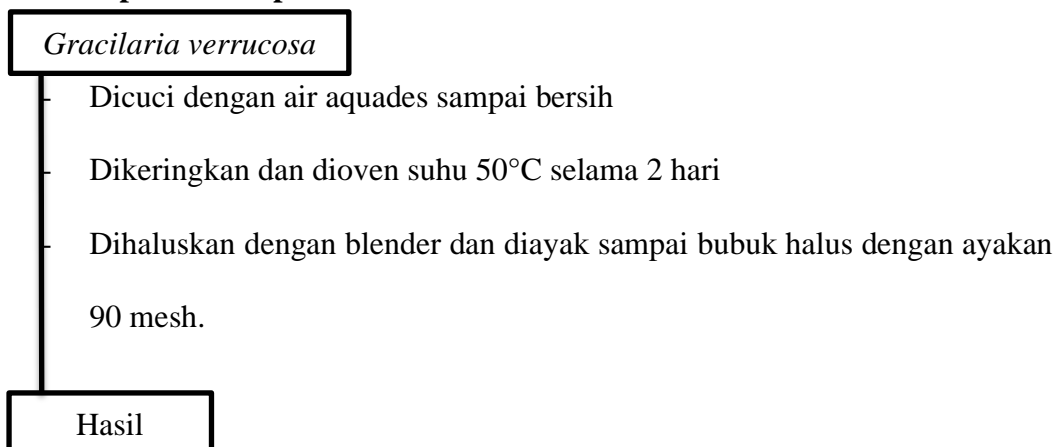 Gracilaria verrucosa
- Dicuci dengan air aquades sampai bersih
- Dikeringkan dan dioven suhu 50°C selama 2 hari
- Dihaluskan dengan blender dan diayak sampai bubuk halus dengan ayakan
90 mesh.
Hasil